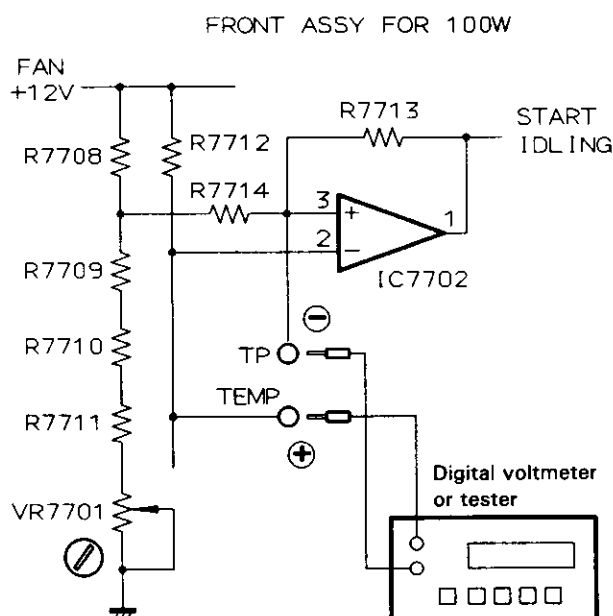 FRONT ASSY FOR 100W
FAN
+12V
R7713
START
IDLING
R7708
R7712
R7714
3
+
1
2
−
R7709
IC7702
−
R7710
TP
TEMP
R7711
+
Digital voltmeter
or tester
VR7701